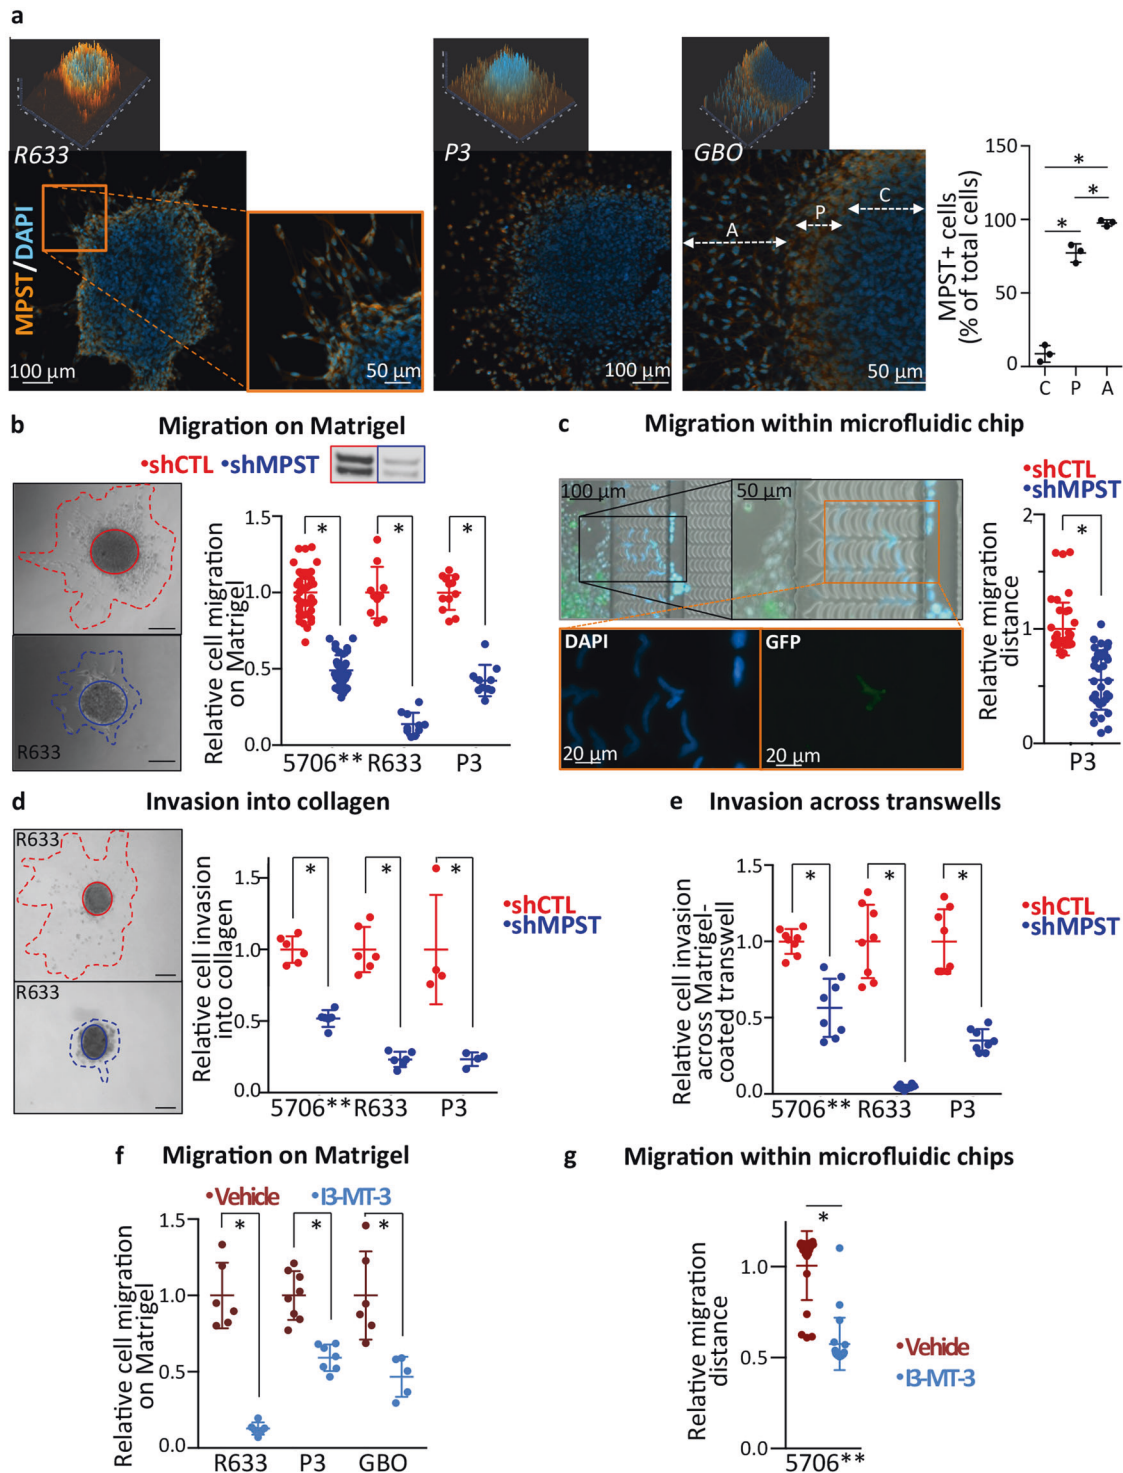 a
R633
P3
GBO
MPST/DAPI
100 µm
50 µm
100 µm
A
P
C
50 µm
MPST+ cells
(% of total cells)
150
100
50
0
*
*
*
*
C P A
b Migration on Matrigel
•shCTL •shMPST
R633
Relative cell migration
on Matrigel
1.5
1.0
0.5
0.0
* * *
5706** R633 P3
c Migration within microfluidic chip
100 µm
50 µm
DAPI
20 µm
GFP
20 µm
•shCTL
•shMPST
Relative migration
distance
2
1
0
*
P3
d Invasion into collagen
R633
R633
Relative cell invasion
into collagen
1.5
1.0
0.5
0.0
* * *
5706** R633 P3
•shCTL
•shMPST
e Invasion across transwells
Relative cell invasion
across Matrigel-
coated transwell
1.5
1.0
0.5
0.0
* * *
5706** R633 P3
•shCTL
•shMPST
f Migration on Matrigel
•Vehicle •I3-MT-3
Relative cell migration
on Matrigel
1.5
1.0
0.5
0.0
* * *
R633 P3 GBO
g Migration within microfluidic chips
Relative migration
distance
1.0
0.5
0.0
*
5706**
•Vehicle
•I3-MT-3